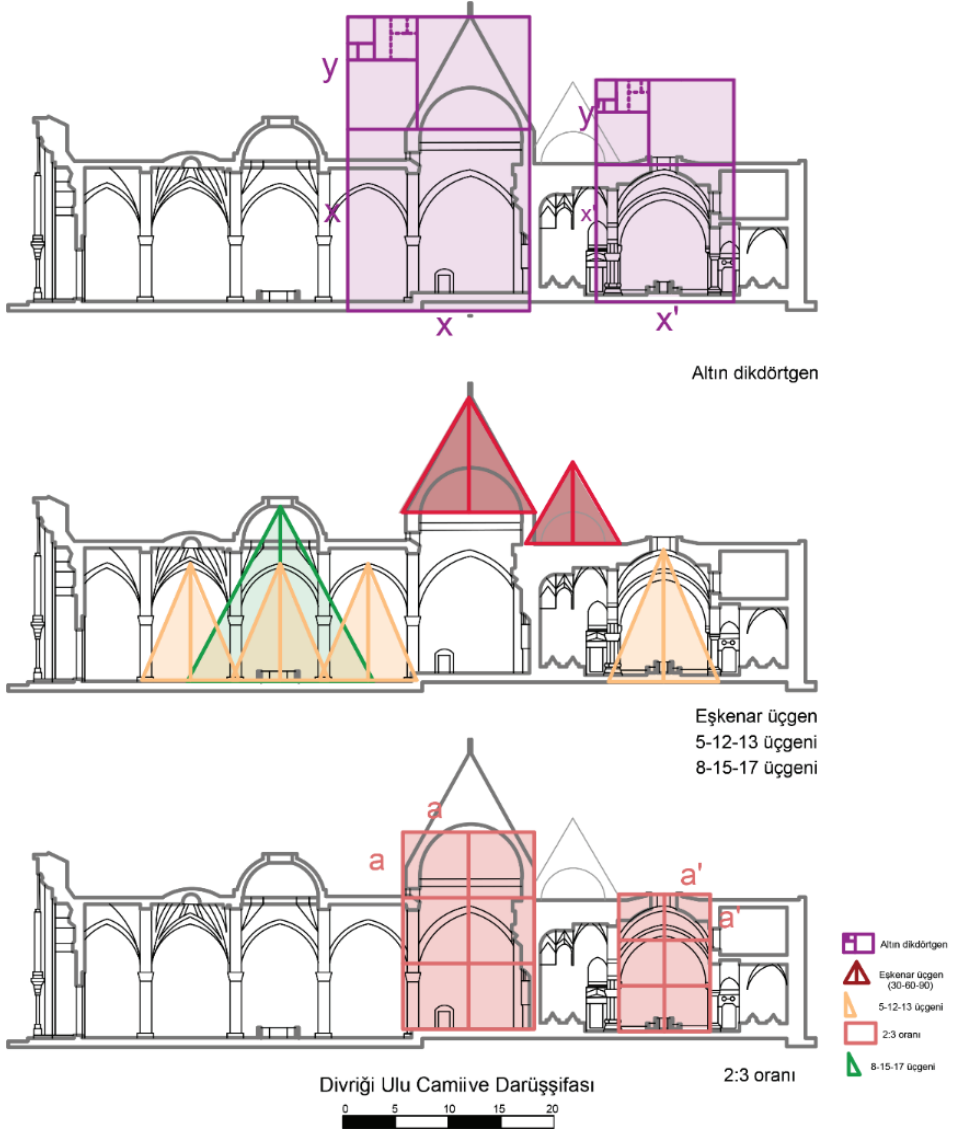 y
y'
x
x'
x
x'
Altın dikdörtgen
Eşkenar üçgen
5-12-13 üçgeni
8-15-17 üçgeni
a
a
a'
a'
Altın dikdörtgen
Eşkenar üçgen
(30-60-90)
5-12-13 üçgeni
2:3 oranı
8-15-17 üçgeni
2:3 oranı
Divriği Ulu Camiive Darüşşifası
0 5 10 15 20